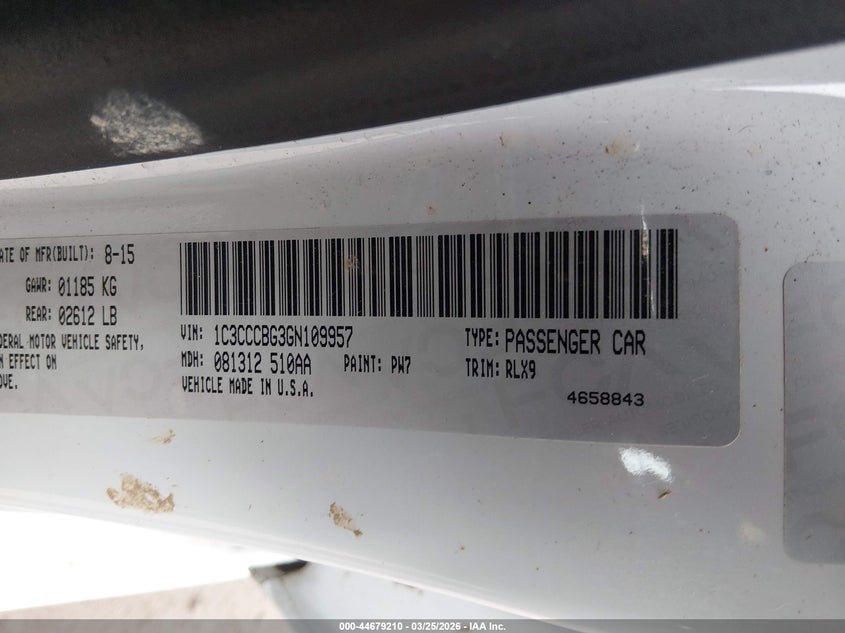 ATE OF MFR(BUILT): 8-15
GAWR: 01185 KG
REAR: 02612 LB
DERAL MOTOR VEHICLE SAFETY,
N EFFECT ON
OVE.
VIN: 1C3CCCBG3GN109957
TYPE: PASSENGER CAR
MDH: 081312 510AA
PAINT: PW7
TRIM: RLX9
VEHICLE MADE IN U.S.A.
4658843
000-44679210 - 03/25/2026 - IAA Inc.